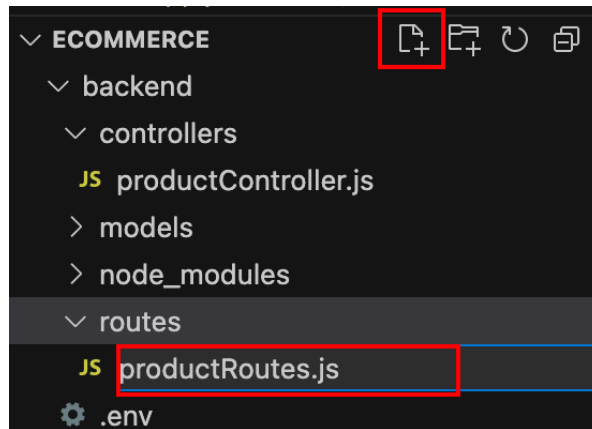 ECOMMERCE
backend
controllers
JS productController.js
models
node_modules
routes
JS productRoutes.js
.env